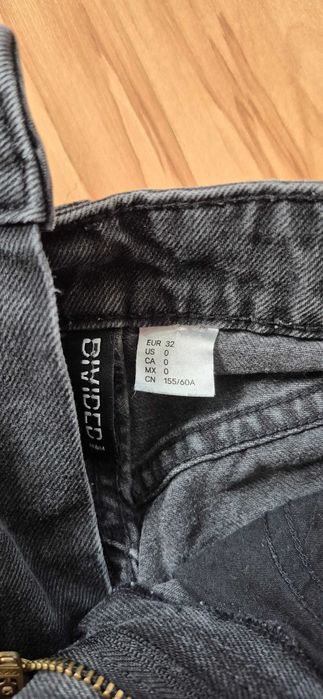 EUR 32
US 0
CA 0
MX 0
CN 155/60A
DIVIDED
H&M